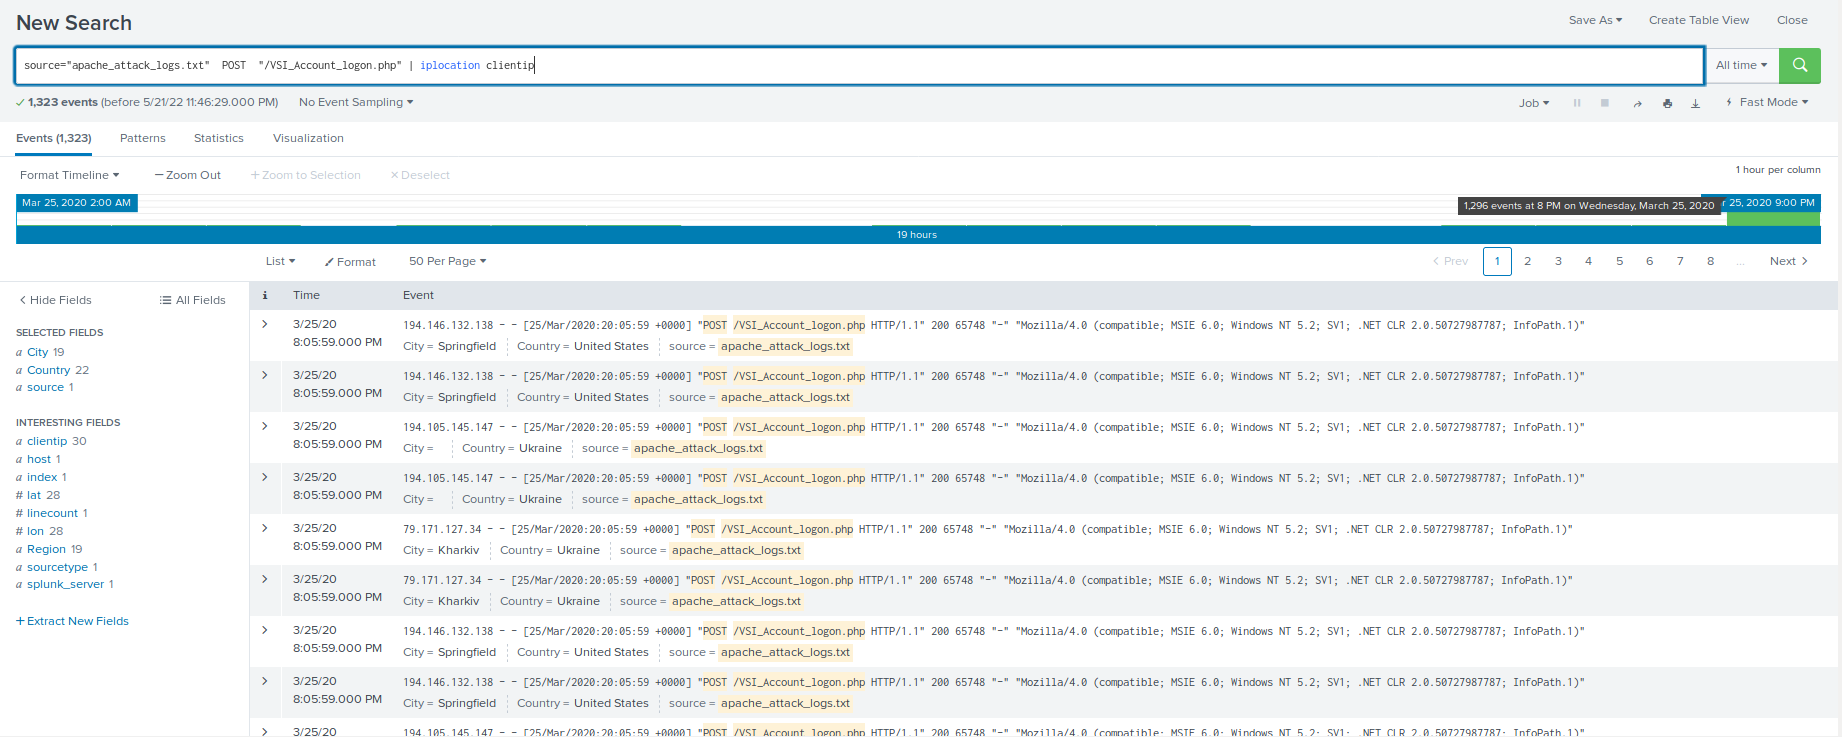 New Search
Save As ▾ Create Table View Close
source="apache_attack_logs.txt"  POST  "/VSI_Account_logon.php" | iplocation clientip
All time ▾
✓ 1,323 events (before 5/21/22 11:46:29.000 PM) No Event Sampling ▾
Job ▾ Fast Mode ▾
Events (1,323) Patterns Statistics Visualization
Format Timeline ▾ — Zoom Out + Zoom to Selection × Deselect
1 hour per column
Mar 25, 2020 2:00 AM
1,296 events at 8 PM on Wednesday, March 25, 2020
r 25, 2020 9:00 PM
19 hours
List ▾ Format 50 Per Page ▾
< Prev 1 2 3 4 5 6 7 8 ... Next >
< Hide Fields All Fields
SELECTED FIELDS
a City 19
a Country 22
a source 1
INTERESTING FIELDS
a clientip 30
a host 1
a index 1
# lat 28
# linecount 1
# lon 28
a Region 19
a sourcetype 1
a splunk_server 1
+ Extract New Fields
i Time Event
> 3/25/20
8:05:59.000 PM
194.146.132.138 - - [25/Mar/2020:20:05:59 +0000] "POST /VSI_Account_logon.php HTTP/1.1" 200 65748 "-" "Mozilla/4.0 (compatible; MSIE 6.0; Windows NT 5.2; SV1; .NET CLR 2.0.50727987787; InfoPath.1)"
City = Springfield Country = United States source = apache_attack_logs.txt
> 3/25/20
8:05:59.000 PM
194.146.132.138 - - [25/Mar/2020:20:05:59 +0000] "POST /VSI_Account_logon.php HTTP/1.1" 200 65748 "-" "Mozilla/4.0 (compatible; MSIE 6.0; Windows NT 5.2; SV1; .NET CLR 2.0.50727987787; InfoPath.1)"
City = Springfield Country = United States source = apache_attack_logs.txt
> 3/25/20
8:05:59.000 PM
194.105.145.147 - - [25/Mar/2020:20:05:59 +0000] "POST /VSI_Account_logon.php HTTP/1.1" 200 65748 "-" "Mozilla/4.0 (compatible; MSIE 6.0; Windows NT 5.2; SV1; .NET CLR 2.0.50727987787; InfoPath.1)"
City = Country = Ukraine source = apache_attack_logs.txt
> 3/25/20
8:05:59.000 PM
194.105.145.147 - - [25/Mar/2020:20:05:59 +0000] "POST /VSI_Account_logon.php HTTP/1.1" 200 65748 "-" "Mozilla/4.0 (compatible; MSIE 6.0; Windows NT 5.2; SV1; .NET CLR 2.0.50727987787; InfoPath.1)"
City = Country = Ukraine source = apache_attack_logs.txt
> 3/25/20
8:05:59.000 PM
79.171.127.34 - - [25/Mar/2020:20:05:59 +0000] "POST /VSI_Account_logon.php HTTP/1.1" 200 65748 "-" "Mozilla/4.0 (compatible; MSIE 6.0; Windows NT 5.2; SV1; .NET CLR 2.0.50727987787; InfoPath.1)"
City = Kharkiv Country = Ukraine source = apache_attack_logs.txt
> 3/25/20
8:05:59.000 PM
79.171.127.34 - - [25/Mar/2020:20:05:59 +0000] "POST /VSI_Account_logon.php HTTP/1.1" 200 65748 "-" "Mozilla/4.0 (compatible; MSIE 6.0; Windows NT 5.2; SV1; .NET CLR 2.0.50727987787; InfoPath.1)"
City = Kharkiv Country = Ukraine source = apache_attack_logs.txt
> 3/25/20
8:05:59.000 PM
194.146.132.138 - - [25/Mar/2020:20:05:59 +0000] "POST /VSI_Account_logon.php HTTP/1.1" 200 65748 "-" "Mozilla/4.0 (compatible; MSIE 6.0; Windows NT 5.2; SV1; .NET CLR 2.0.50727987787; InfoPath.1)"
City = Springfield Country = United States source = apache_attack_logs.txt
> 3/25/20
8:05:59.000 PM
194.146.132.138 - - [25/Mar/2020:20:05:59 +0000] "POST /VSI_Account_logon.php HTTP/1.1" 200 65748 "-" "Mozilla/4.0 (compatible; MSIE 6.0; Windows NT 5.2; SV1; .NET CLR 2.0.50727987787; InfoPath.1)"
City = Springfield Country = United States source = apache_attack_logs.txt
> 3/25/20
194.105.145.147 - - [25/Mar/2020:20:05:59 +0000] "POST /VSI_Account_logon.php HTTP/1.1" 200 65748 "-" "Mozilla/4.0 (compatible; MSIE 6.0; Windows NT 5.2; SV1; .NET CLR 2.0.50727987787; InfoPath.1)"